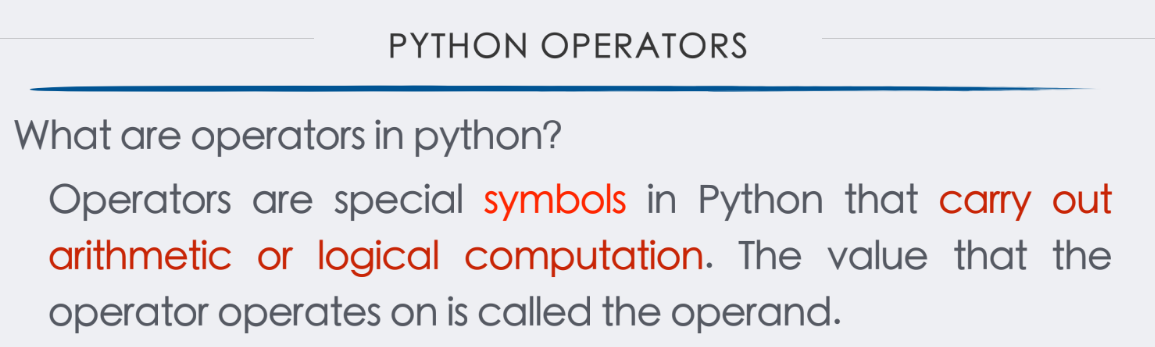 PYTHON OPERATORS
What are operators in python?
Operators are special symbols in Python that carry out
arithmetic or logical computation. The value that the
operator operates on is called the operand.